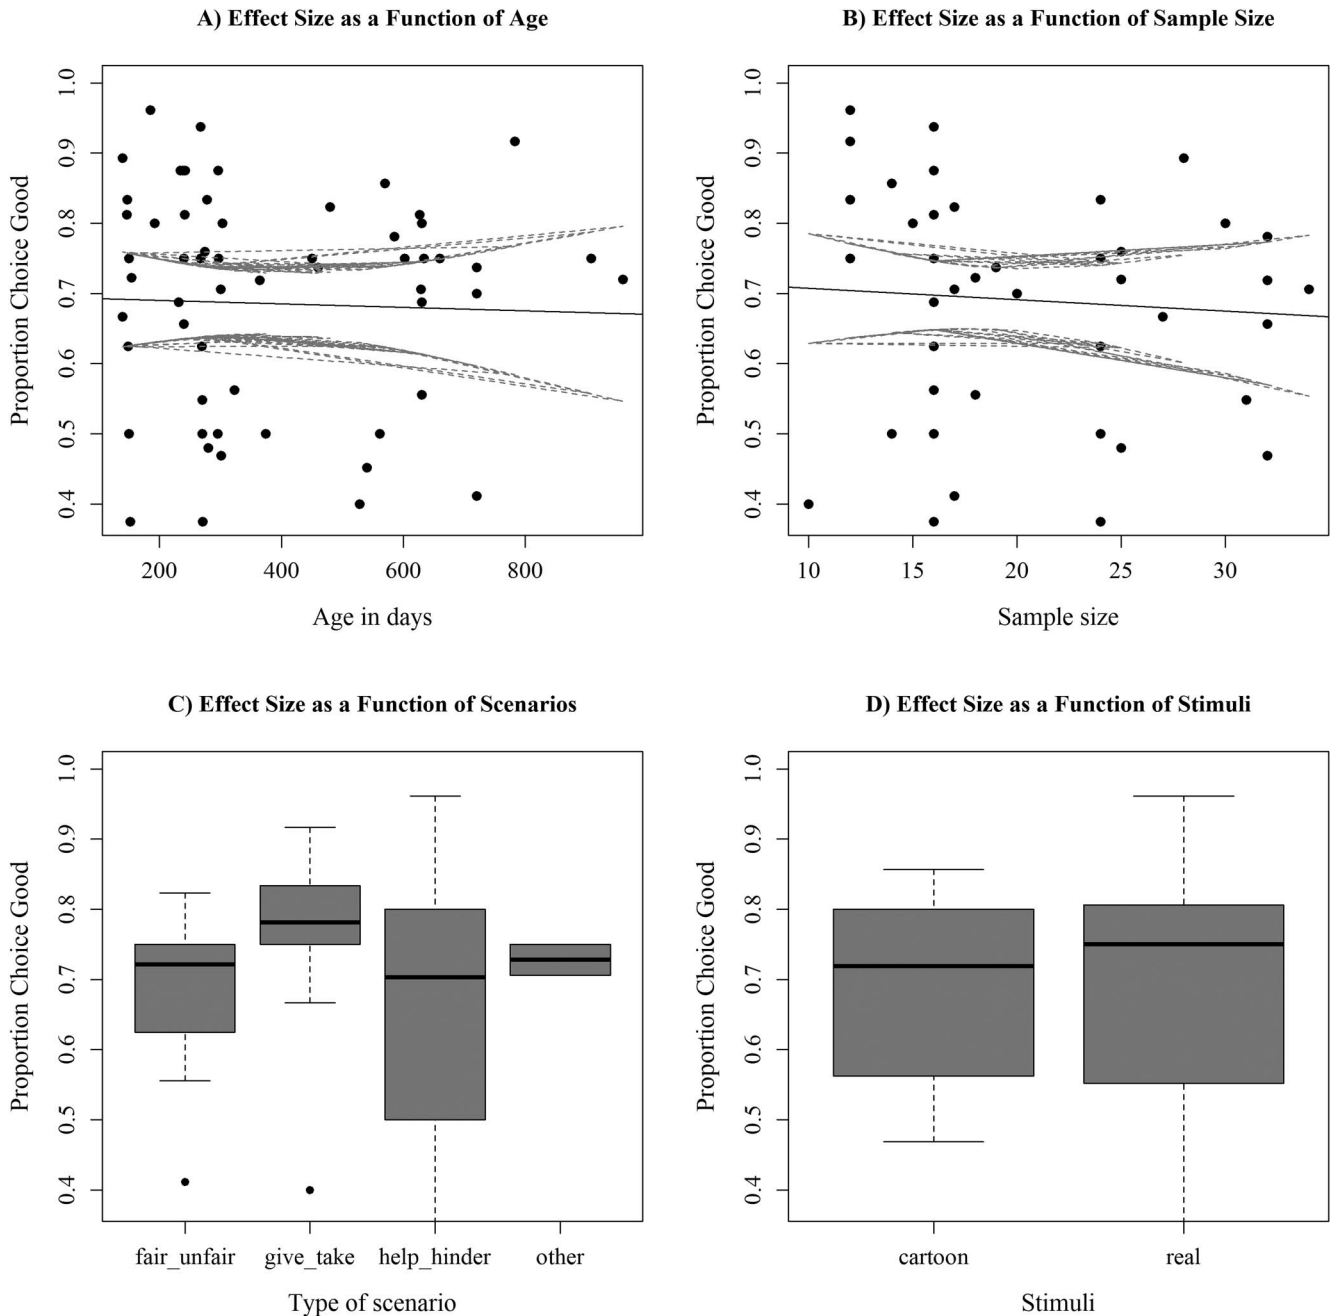 A) Effect Size as a Function of Age
Proportion Choice Good
1.0
0.9
0.8
0.7
0.6
0.5
0.4
200 400 600 800
Age in days
B) Effect Size as a Function of Sample Size
Proportion Choice Good
1.0
0.9
0.8
0.7
0.6
0.5
0.4
10 15 20 25 30
Sample size
C) Effect Size as a Function of Scenarios
Proportion Choice Good
1.0
0.9
0.8
0.7
0.6
0.5
0.4
fair_unfair give_take help_hinder other
Type of scenario
D) Effect Size as a Function of Stimuli
Proportion Choice Good
1.0
0.9
0.8
0.7
0.6
0.5
0.4
cartoon real
Stimuli